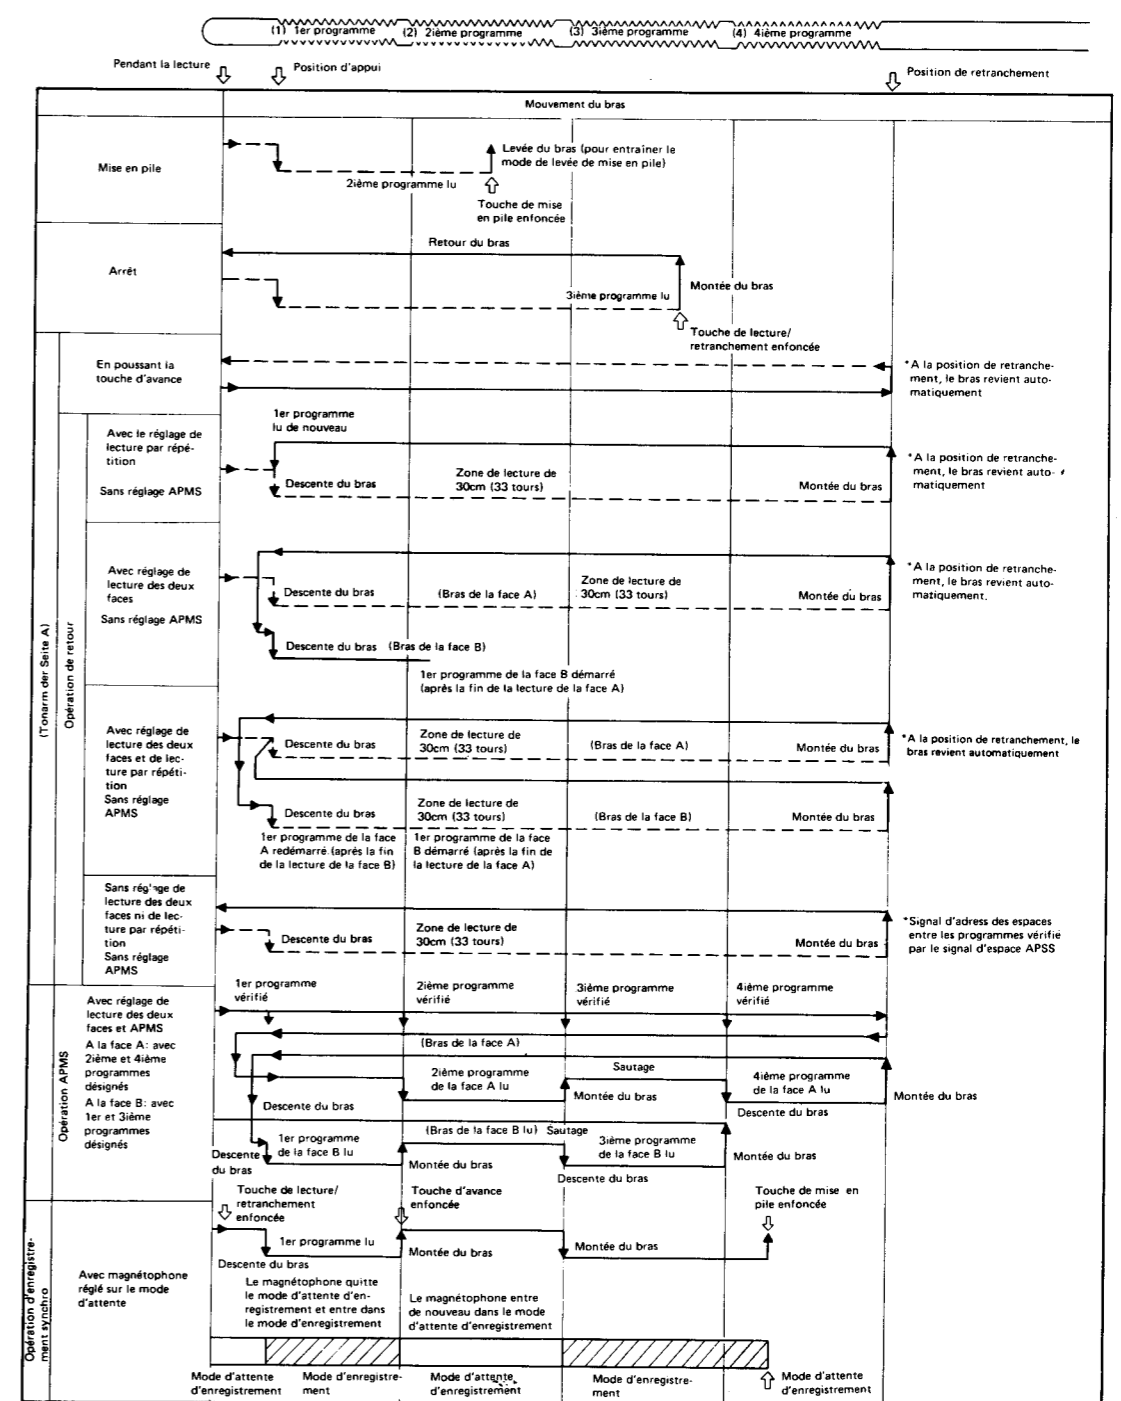 (1) 1er programme (2) 2ième programme (3) 3ième programme (4) 4ième programme
Pendant la lecture
Position d'appui
Position de retranchement
Mouvement du bras
Mise en pile
Levée du bras (pour entraîner le
mode de levée de mise en pile)
2ième programme lu
Touche de mise
en pile enfoncée
Arrêt
Retour du bras
Montée du bras
3ième programme lu
Touche de lecture/
retranchement enfoncée
(Tonarm der Seite A)
Opération de retour
En poussant la
touche d'avance
*A la position de retranche-
ment, le bras revient auto-
matiquement
Avec le réglage de
lecture par répé-
tition
Sans réglage APMS
1er programme
lu de nouveau
Descente du bras
Zone de lecture de
30cm (33 tours)
Montée du bras
*A la position de retranche-
ment, le bras revient auto-
matiquement
Avec réglage de
lecture des deux
faces
Sans réglage APMS
Descente du bras
(Bras de la face A)
Zone de lecture de
30cm (33 tours)
Montée du bras
*A la position de retranche-
ment, le bras revient auto-
matiquement.
Descente du bras (Bras de la face B)
1er programme de la face B démarré
(après la fin de la lecture de la face A)
Avec réglage de
lecture des deux
faces et de lec-
ture par répéti-
tion
Sans réglage
APMS
Descente du bras
Zone de lecture de
30cm (33 tours)
(Bras de la face A)
Montée du bras
*A la position de retranchement, le
bras revient automatiquement
Descente du bras
Zone de lecture de
30cm (33 tours)
(Bras de la face B)
Montée du bras
1er programme de la face
A redémarré (après la fin
de la lecture de la face B)
1er programme de la face
B démarré (après la fin de
la lecture de la face A)
Sans réglage de
lecture des deux
faces ni de lec-
ture par répéti-
tion
Sans réglage
APMS
Descente du bras
Zone de lecture de
30cm (33 tours)
Montée du bras
*Signal d'adress des espaces
entre les programmes vérifié
par le signal d'espace APSS
Opération APMS
Avec réglage de
lecture des deux
faces et APMS
A la face A: avec
2ième et 4ième
programmes
désignés
A la face B: avec
1er et 3ième
programmes
désignés
1er programme
vérifié
2ième programme
vérifié
3ième programme
vérifié
4ième programme
vérifié
(Bras de la face A)
Descente du bras
2ième programme
de la face A lu
Sautage
Montée du bras
4ième programme
de la face A lu
Descente du bras
Montée du bras
(Bras de la face B lu) Sautage
Descente
du bras
1er programme
de la face B lu
Montée du bras
3ième programme
de la face B lu
Descente du bras
Montée du bras
Opération d'enregistre-
ment synchro
Avec magnétophone
réglé sur le mode
d'attente
Touche de lecture/
retranchement
enfoncée
Touche d'avance
enfoncée
Touche de mise en
pile enfoncée
1er programme lu
Descente du bras
Montée du bras
Montée du bras
Le magnétophone quitte
le mode d'attente d'en-
registrement et entre dans
le mode d'enregistrement
Le magnétophone entre
de nouveau dans le mode
d'attente d'enregistrement
Mode d'attente
d'enregistrement
Mode d'enregistre-
ment
Mode d'attente
d'enregistrement
Mode d'enregistre-
ment
Mode d'attente
d'enregistrement